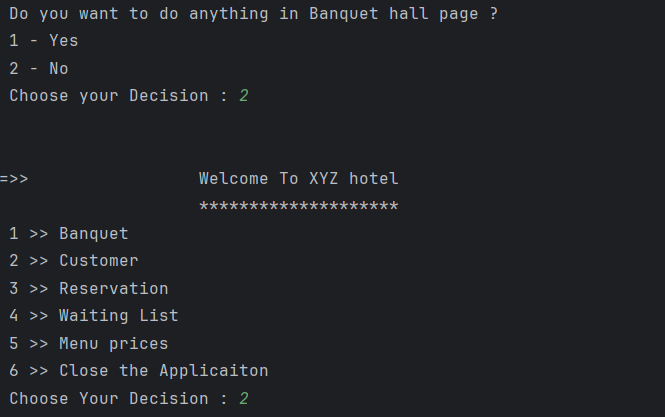 Do you want to do anything in Banquet hall page ?
1 - Yes
2 - No
Choose your Decision : 2
=>> Welcome To XYZ hotel
********************
1 >> Banquet
2 >> Customer
3 >> Reservation
4 >> Waiting List
5 >> Menu prices
6 >> Close the Applicaiton
Choose Your Decision : 2